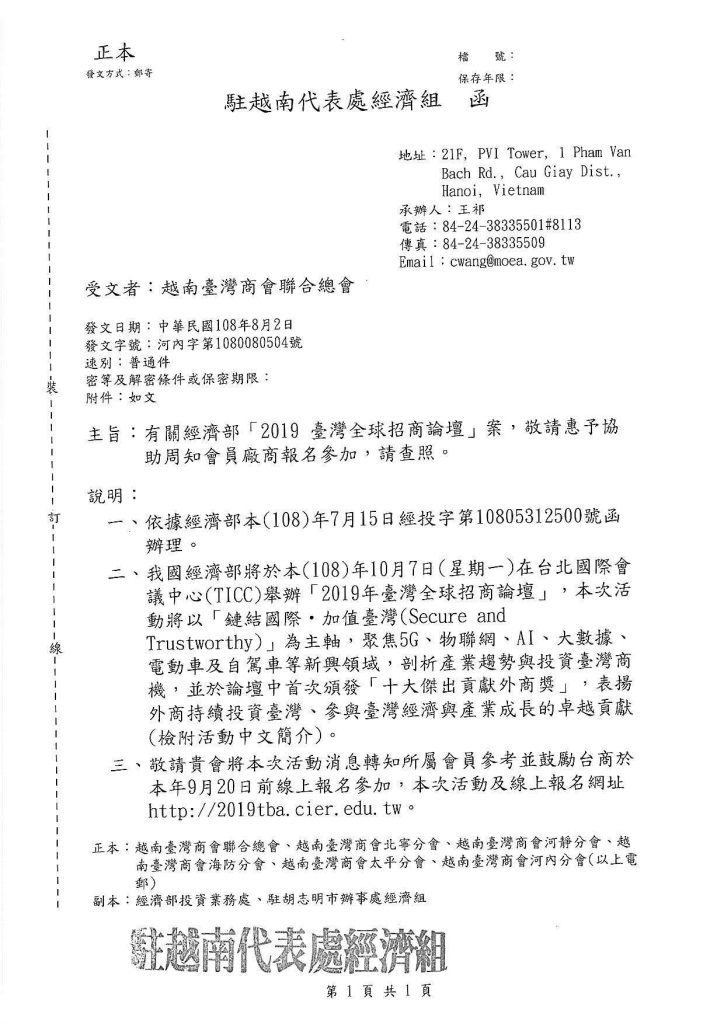 正本
發文方式：郵寄
檔　　號：
保存年限：
駐越南代表處經濟組　函
地址：21F, PVI Tower, 1 Pham Van
Bach Rd., Cau Giay Dist.,
Hanoi, Vietnam
承辦人：王祁
電話：84-24-38335501#8113
傳真：84-24-38335509
Email：cwang@moea.gov.tw
受文者：越南臺灣商會聯合總會
發文日期：中華民國108年8月2日
發文字號：河內字第1080080504號
速別：普通件
密等及解密條件或保密期限：
附件：如文
主旨：有關經濟部「2019 臺灣全球招商論壇」案，敬請惠予協
助周知會員廠商報名參加，請查照。
說明：
一、依據經濟部本(108)年7月15日經投字第10805312500號函
辦理。
二、我國經濟部將於本(108)年10月7日(星期一)在台北國際會
議中心(TICC)舉辦「2019年臺灣全球招商論壇」，本次活
動將以「鏈結國際・加值臺灣(Secure and
Trustworthy)」為主軸，聚焦5G、物聯網、AI、大數據、
電動車及自駕車等新興領域，剖析產業趨勢與投資臺灣商
機，並於論壇中首次頒發「十大傑出貢獻外商獎」，表揚
外商持續投資臺灣、參與臺灣經濟與產業成長的卓越貢獻
(檢附活動中文簡介)。
三、敬請貴會將本次活動消息轉知所屬會員參考並鼓勵台商於
本年9月20日前線上報名參加，本次活動及線上報名網址
http://2019tba.cier.edu.tw。
正本：越南臺灣商會聯合總會、越南臺灣商會北寧分會、越南臺灣商會河靜分會、越
南臺灣商會海防分會、越南臺灣商會太平分會、越南臺灣商會河內分會(以上電
郵)
副本：經濟部投資業務處、駐胡志明市辦事處經濟組
駐越南代表處經濟組
第 1 頁 共 1 頁
裝
訂
線